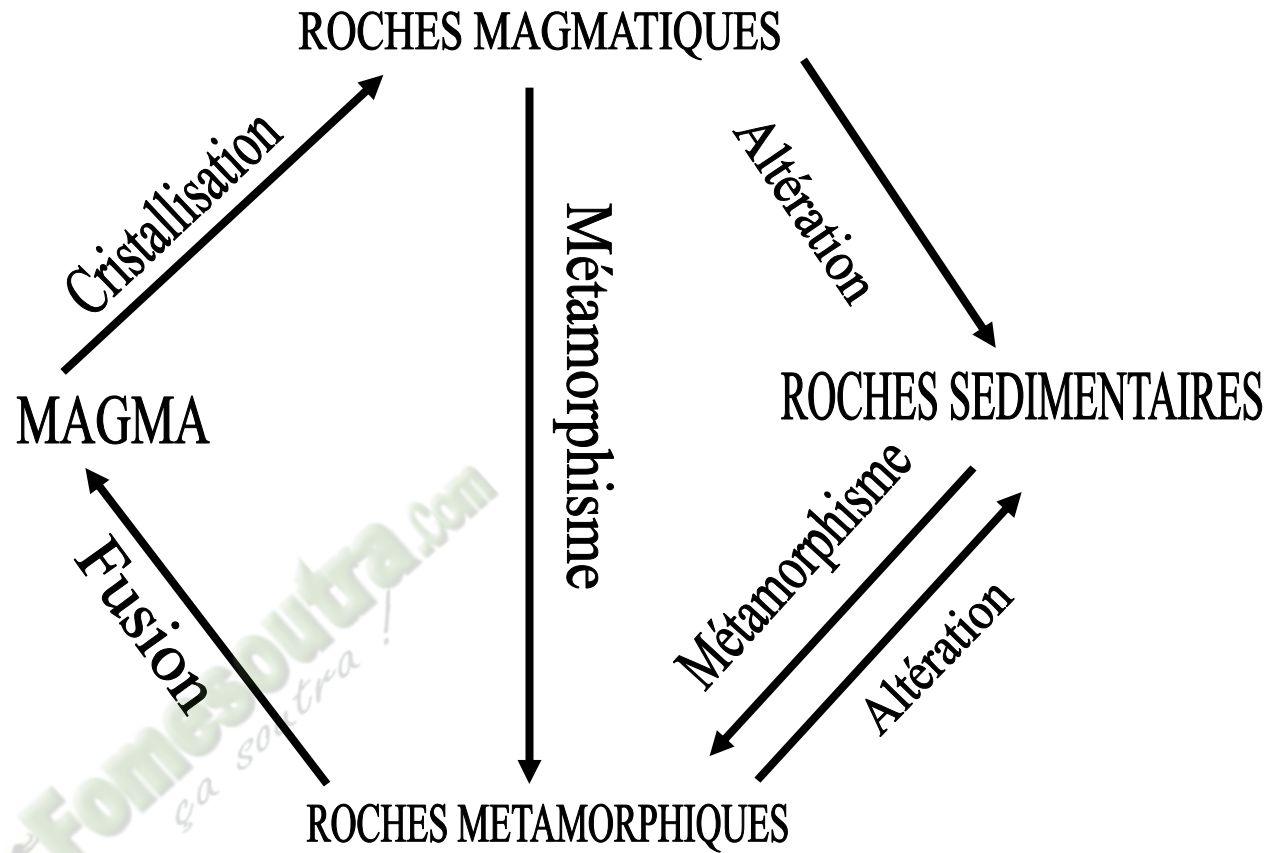 ROCHES MAGMATIQUES
Cristallisation
Altération
Métamorphisme
MAGMA
ROCHES SEDIMENTAIRES
Métamorphisme
Altération
Fusion
Fomesoutra.com
ça soutra !
ROCHES METAMORPHIQUES